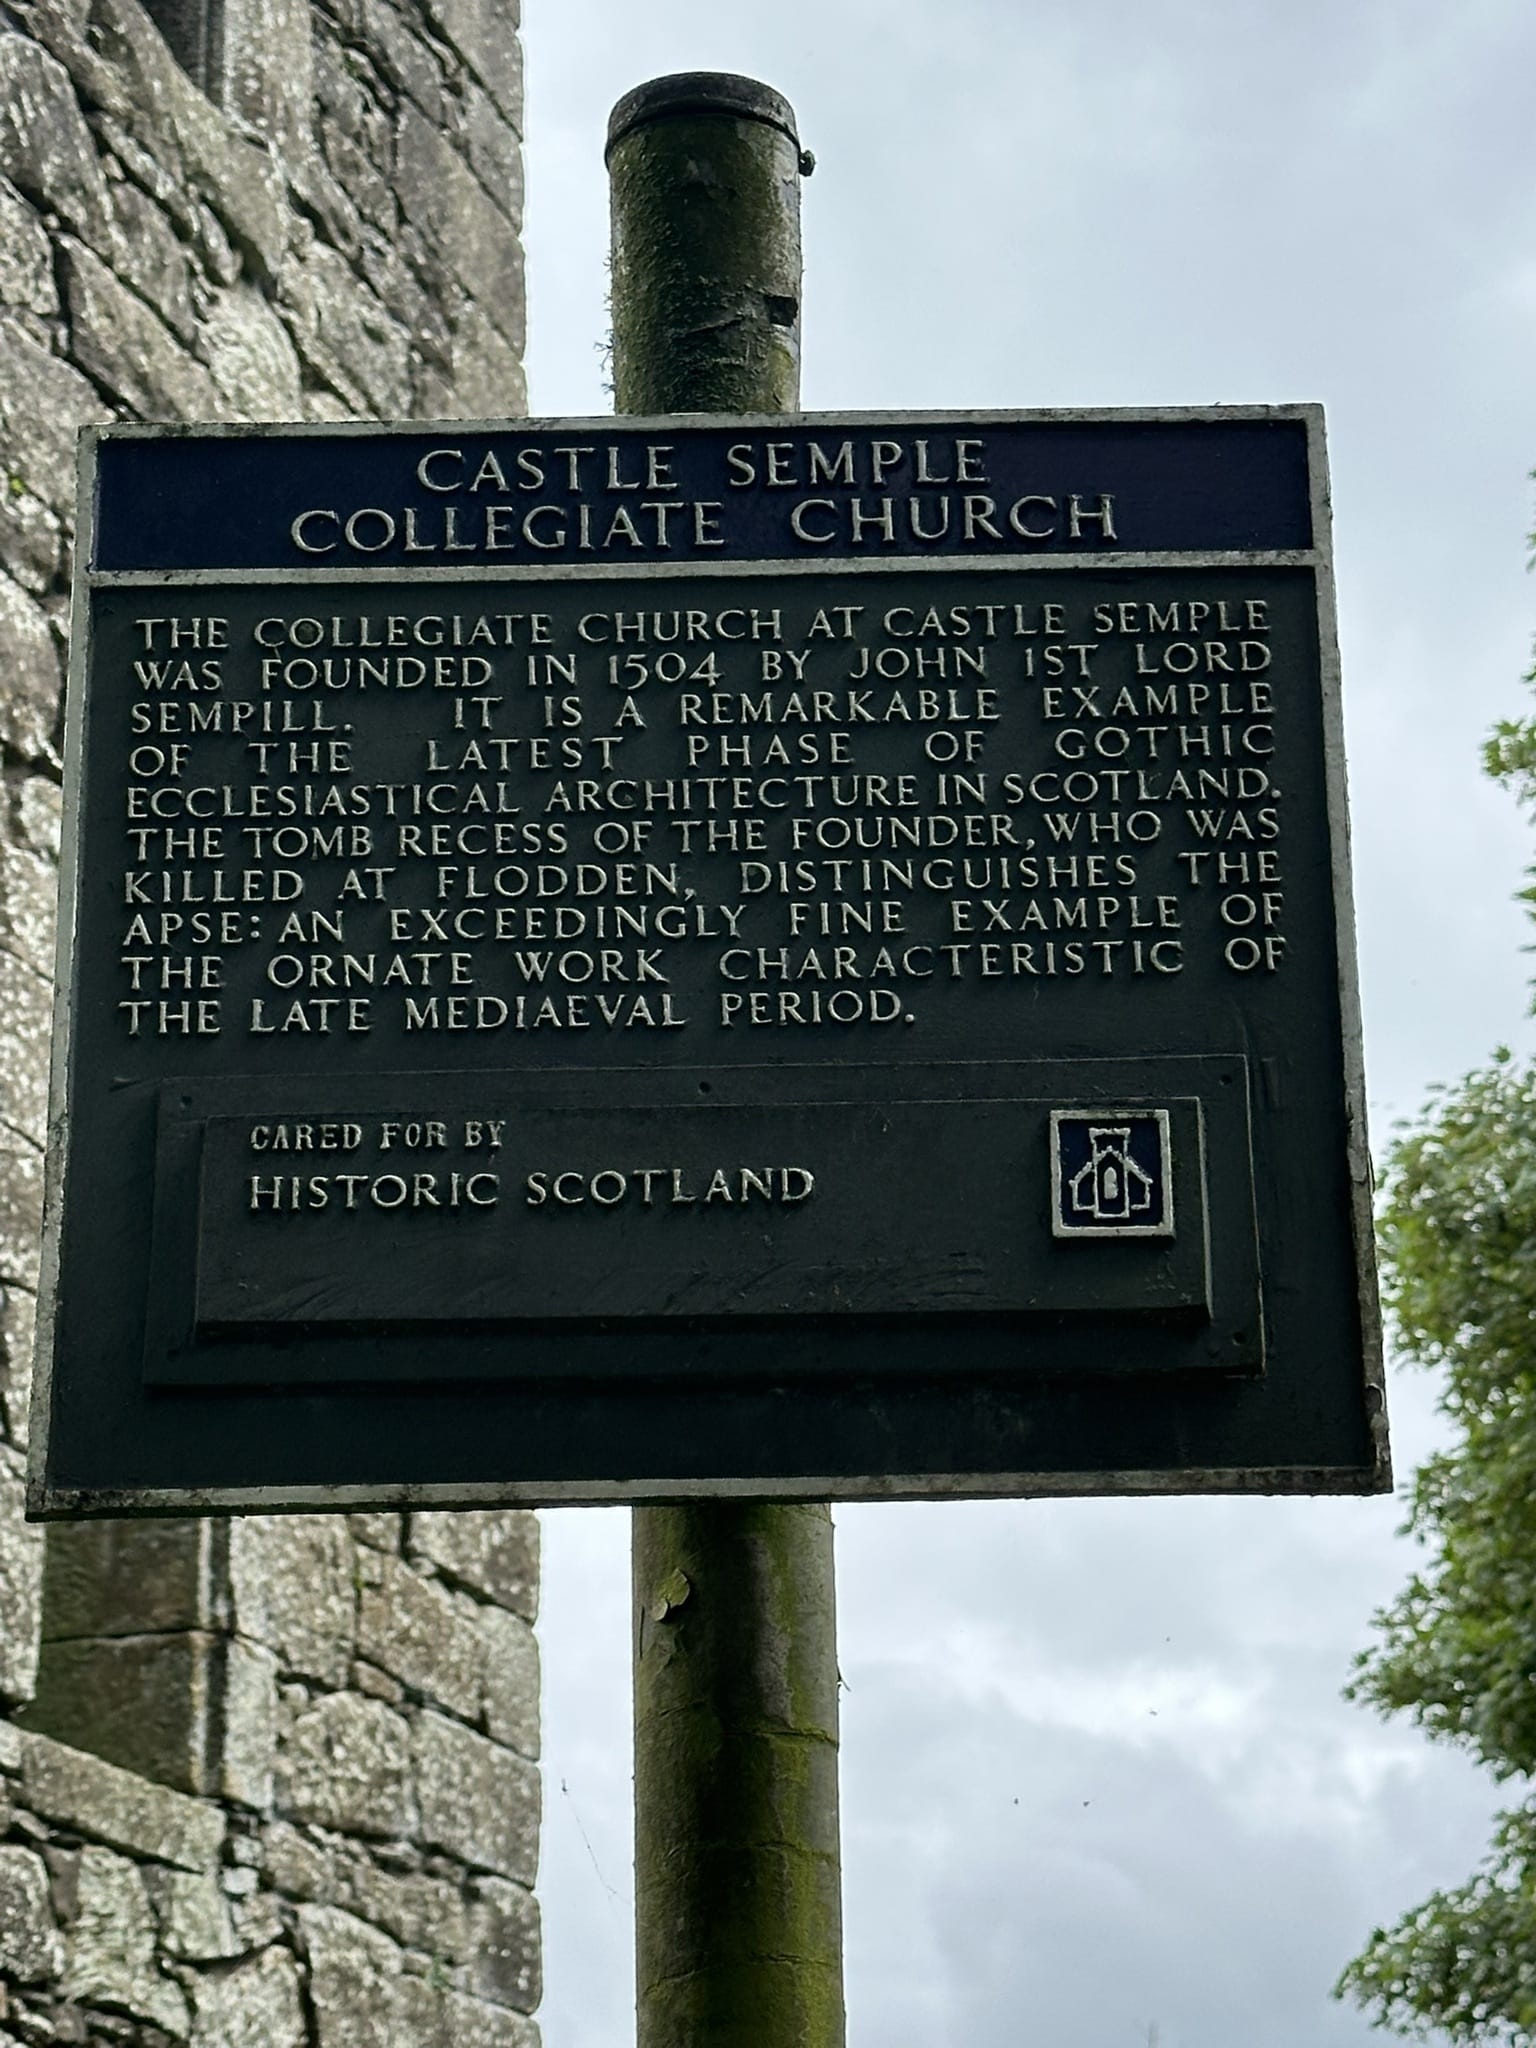 CASTLE SEMPLE
COLLEGIATE CHURCH
THE COLLEGIATE CHURCH AT CASTLE SEMPLE
WAS FOUNDED IN 1504 BY JOHN 1ST LORD
SEMPILL. IT IS A REMARKABLE EXAMPLE
OF THE LATEST PHASE OF GOTHIC
ECCLESIASTICAL ARCHITECTURE IN SCOTLAND.
THE TOMB RECESS OF THE FOUNDER, WHO WAS
KILLED AT FLODDEN, DISTINGUISHES THE
APSE: AN EXCEEDINGLY FINE EXAMPLE OF
THE ORNATE WORK CHARACTERISTIC OF
THE LATE MEDIAEVAL PERIOD.
CARED FOR BY
HISTORIC SCOTLAND